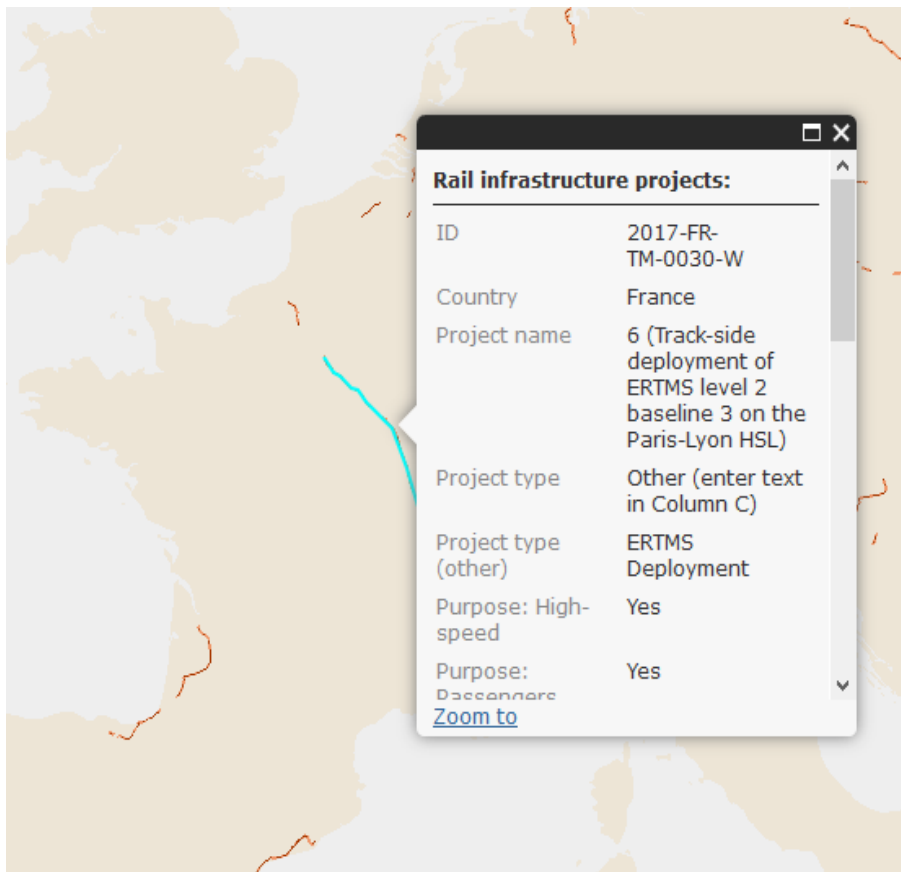 Rail infrastructure projects:
ID 2017-FR-
TM-0030-W
Country France
Project name 6 (Track-side
deployment of
ERTMS level 2
baseline 3 on the
Paris-Lyon HSL)
Project type Other (enter text
in Column C)
Project type ERTMS
(other) Deployment
Purpose: High- Yes
speed
Purpose: Yes
Passengers
Zoom to